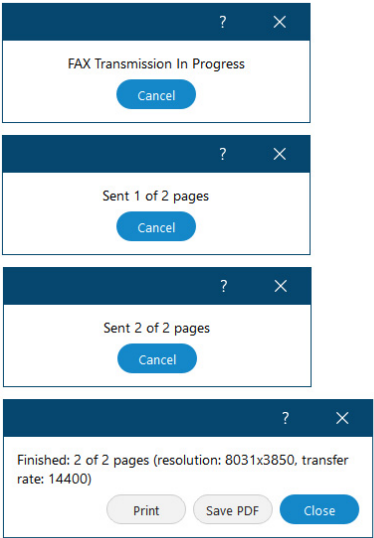 ?
FAX Transmission In Progress
Cancel
?
Sent 1 of 2 pages
Cancel
?
Sent 2 of 2 pages
Cancel
?
Finished: 2 of 2 pages (resolution: 8031x3850, transfer
rate: 14400)
Print Save PDF Close